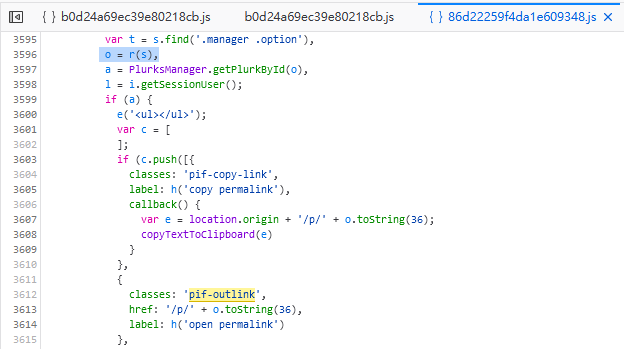 { } b0d24a69ec39e80218cb.js b0d24a69ec39e80218cb.js { } 86d22259f4da1e609348.js ×
3595 var t = s.find('.manager .option'),
3596 o = r(s),
3597 a = PlurksManager.getPlurkById(o),
3598 l = i.getSessionUser();
3599 if (a) {
3600 e('<ul></ul>');
3601 var c = [
3602 ];
3603 if (c.push([{
3604 classes: 'pif-copy-link',
3605 label: h('copy permalink'),
3606 callback() {
3607 var e = location.origin + '/p/' + o.toString(36);
3608 copyTextToClipboard(e)
3609 }
3610 },
3611 {
3612 classes: 'pif-outlink',
3613 href: '/p/' + o.toString(36),
3614 label: h('open permalink')
3615 },